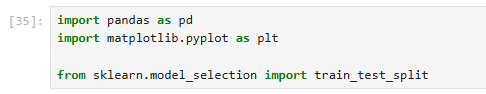 [35]: import pandas as pd
import matplotlib.pyplot as plt
from sklearn.model_selection import train_test_split